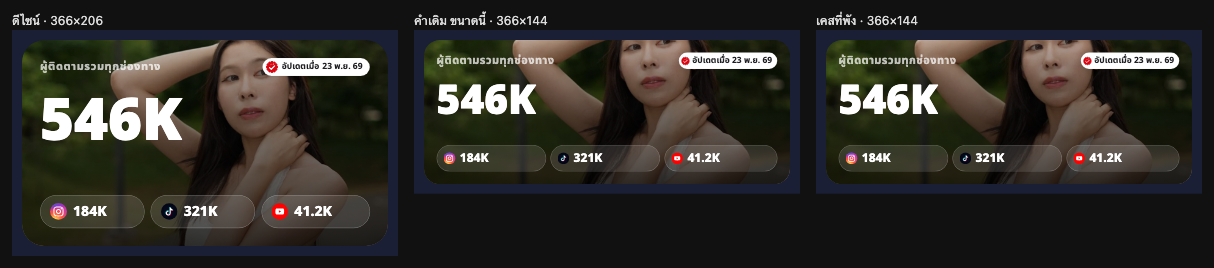 ดีไซน์ · 366×206
ผู้ติดตามรวมทุกช่องทาง
อัปเดตเมื่อ 23 พ.ย. 69
546K
184K
321K
41.2K
ค่าเดิม ขนาดนี้ · 366×144
ผู้ติดตามรวมทุกช่องทาง
อัปเดตเมื่อ 23 พ.ย. 69
546K
184K
321K
41.2K
เคสที่พัง · 366×144
ผู้ติดตามรวมทุกช่องทาง
อัปเดตเมื่อ 23 พ.ย. 69
546K
184K
321K
41.2K